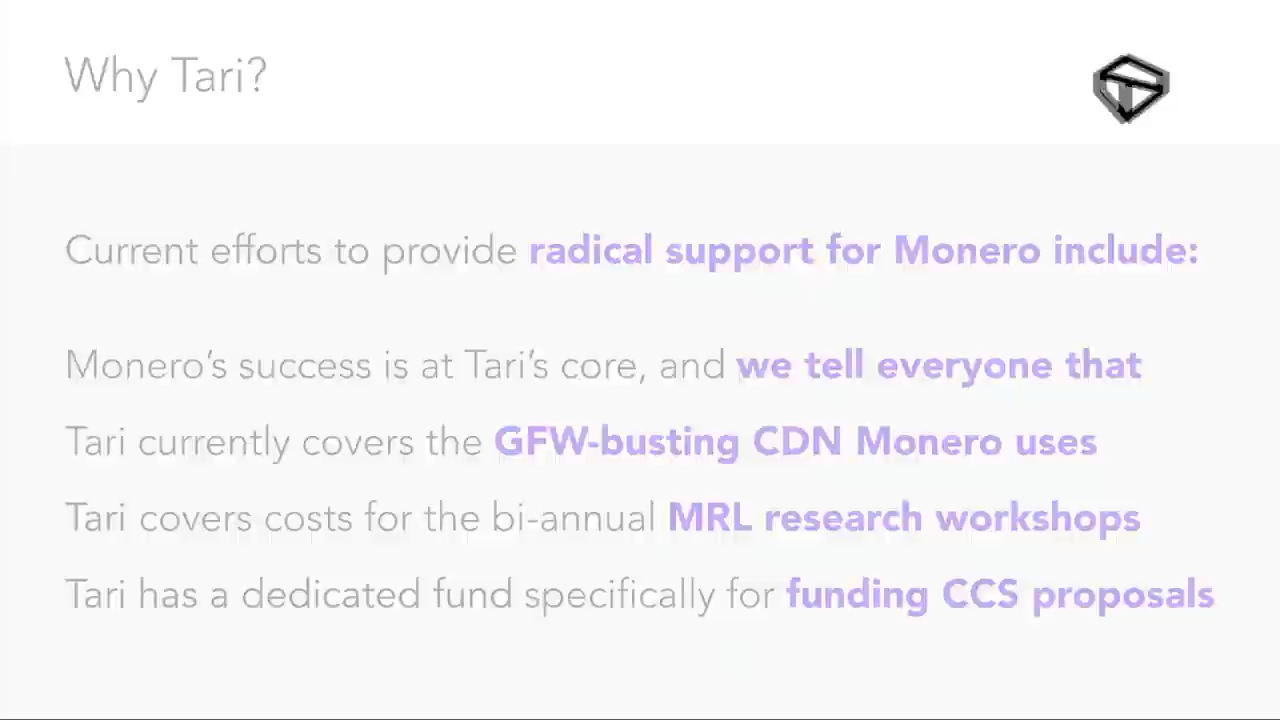 Why Tari?
Current efforts to provide radical support for Monero include:
Monero’s success is at Tari’s core, and we tell everyone that
Tari currently covers the GFW-busting CDN Monero uses
Tari covers costs for the bi-annual MRL research workshops
Tari has a dedicated fund specifically for funding CCS proposals